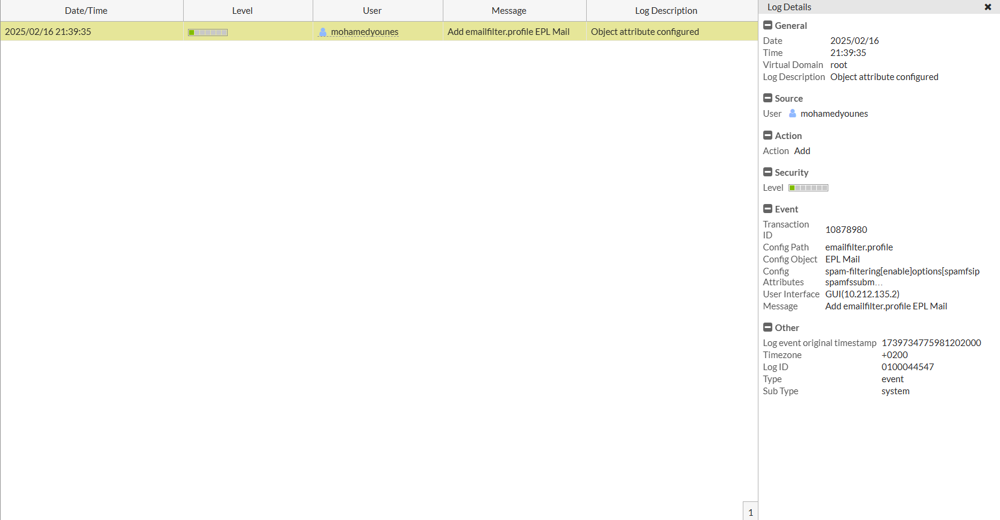 Date/Time Level User Message Log Description
2025/02/16 21:39:35 mohamedyounes Add emailfilter.profile EPL Mail Object attribute configured
1
Log Details
General
Date 2025/02/16
Time 21:39:35
Virtual Domain root
Log Description Object attribute configured
Source
User mohamedyounes
Action
Action Add
Security
Level
Event
Transaction
ID 10878980
Config Path emailfilter.profile
Config Object EPL Mail
Config spam-filtering[enable]options[spamfsip
Attributes spamfssubm...
User Interface GUI(10.212.135.2)
Message Add emailfilter.profile EPL Mail
Other
Log event original timestamp 1739734775981202000
Timezone +0200
Log ID 0100044547
Type event
Sub Type system